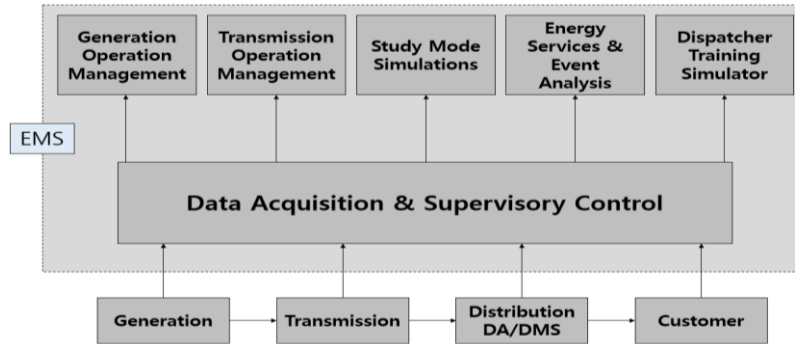 Generation
Operation
Management
Transmission
Operation
Management
Study Mode
Simulations
Energy
Services &
Event
Analysis
Dispatcher
Training
Simulator
EMS
Data Acquisition & Supervisory Control
Generation
Transmission
Distribution
DA/DMS
Customer